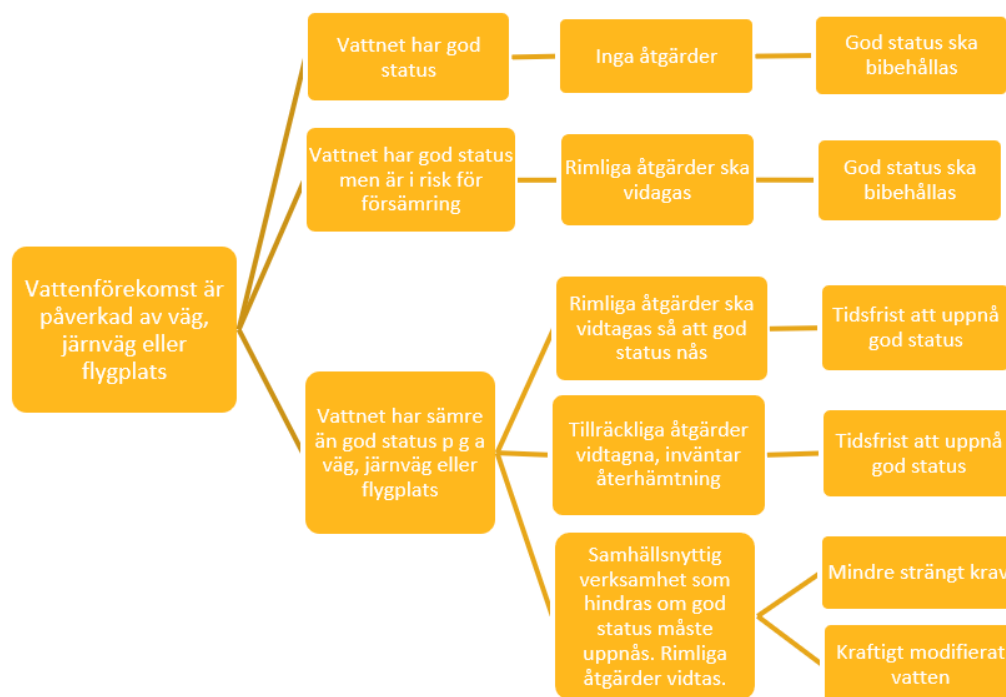 Vattnet har god
status
Inga åtgärder
God status ska
bibehållas
Vattnet har god status
men är i risk för
försämring
Rimliga åtgärder ska
vidagas
God status ska
bibehållas
Vattenförekomst är
påverkad av väg,
järnväg eller
flygplats
Rimliga åtgärder ska
vidtagas så att god
status nås
Tidsfrist att uppnå
god status
Vattnet har sämre
än god status p g a
väg, järnväg eller
flygplats
Tillräckliga åtgärder
vidtagna, inväntar
återhämtning
Tidsfrist att uppnå
god status
Samhällsnyttig
verksamhet som
hindras om god
status måste
uppnås. Rimliga
åtgärder vidtas.
Mindre strängt krav
Kraftigt modifierat
vatten